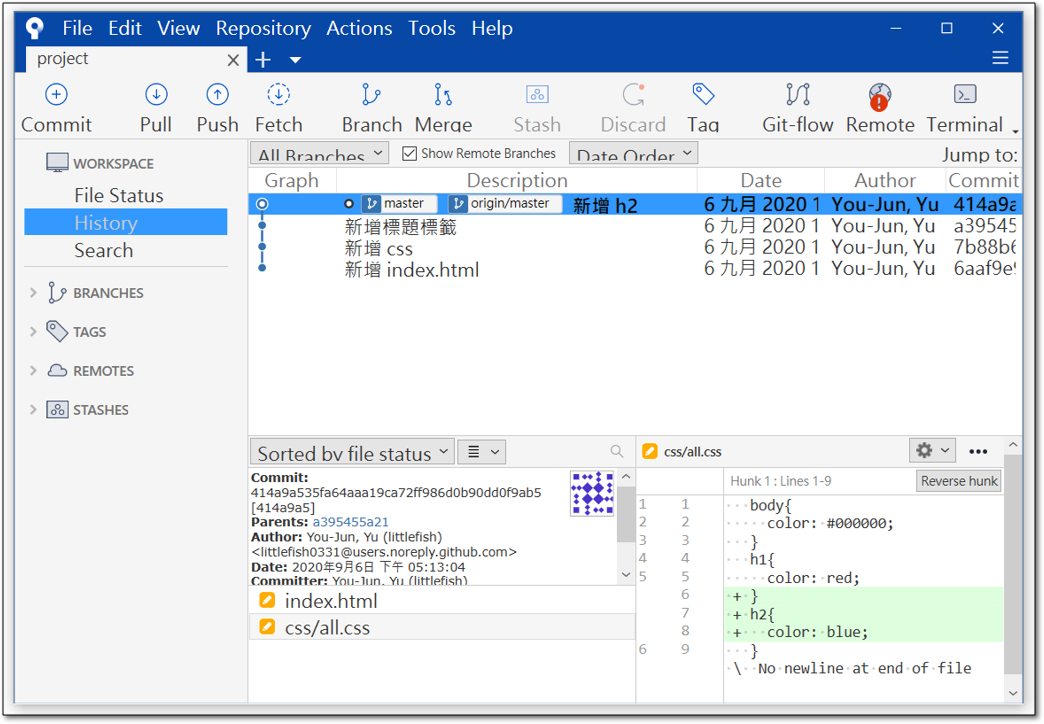 File Edit View Repository Actions Tools Help
project
Commit Pull Push Fetch Branch Merge Stash Discard Tag Git-flow Remote Terminal
WORKSPACE
File Status
History
Search
BRANCHES
TAGS
REMOTES
STASHES
All Branches Show Remote Branches Date Order Jump to:
Graph Description Date Author Commit
master origin/master 新增 h2 6 九月 2020 1 You-Jun, Yu 414a9a
新增標題標籤 6 九月 2020 1 You-Jun, Yu a39545
新增 css 6 九月 2020 1 You-Jun, Yu 7b88b6
新增 index.html 6 九月 2020 1 You-Jun, Yu 6aaf9e
Sorted by file status
Commit:
414a9a535fa64aaa19ca72ff986d0b90dd0f9ab5
[414a9a5]
Parents: a395455a21
Author: You-Jun, Yu (littlefish)
<littlefish0331@users.noreply.github.com>
Date: 2020年9月6日 下午 05:13:04
Committer: You-Jun, Yu (littlefish)
index.html
css/all.css
css/all.css
Hunk 1 : Lines 1-9 Reverse hunk
1 1 body{
2 2 color: #000000;
3 3 }
4 4 h1{
5 5 color: red;
6 + }
7 + h2{
8 + color: blue;
6 9 }
\ No newline at end of file